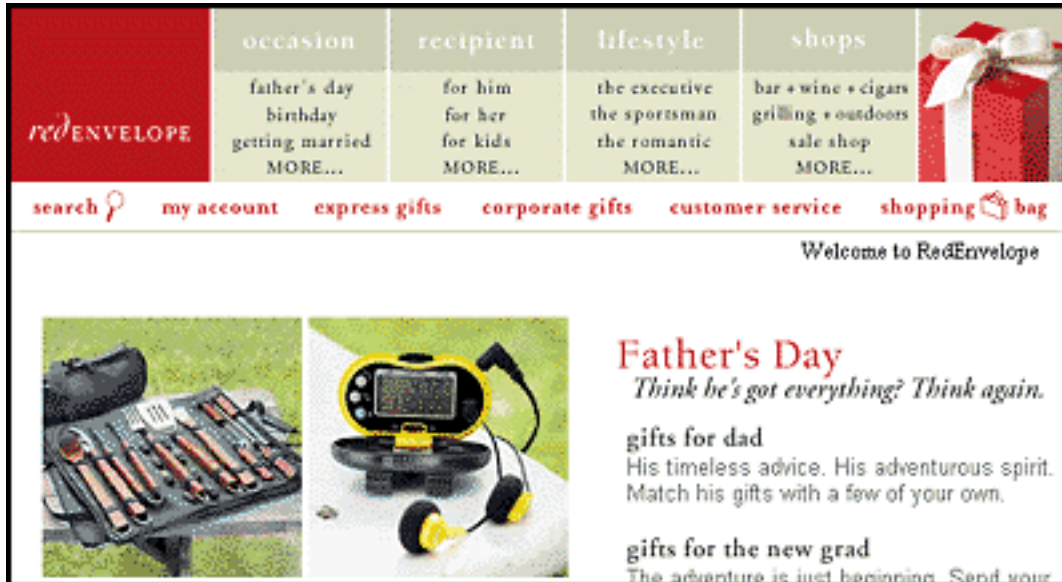 redENVELOPE
occasion
father's day
birthday
getting married
MORE...
recipient
for him
for her
for kids
MORE...
lifestyle
the executive
the sportsman
the romantic
MORE...
shops
bar + wine + cigars
grilling + outdoors
sale shop
MORE...
search
my account
express gifts
corporate gifts
customer service
shopping bag
Welcome to RedEnvelope
Father's Day
Think he's got everything? Think again.
gifts for dad
His timeless advice. His adventurous spirit.
Match his gifts with a few of your own.
gifts for the new grad
The adventure is just beginning. Send your